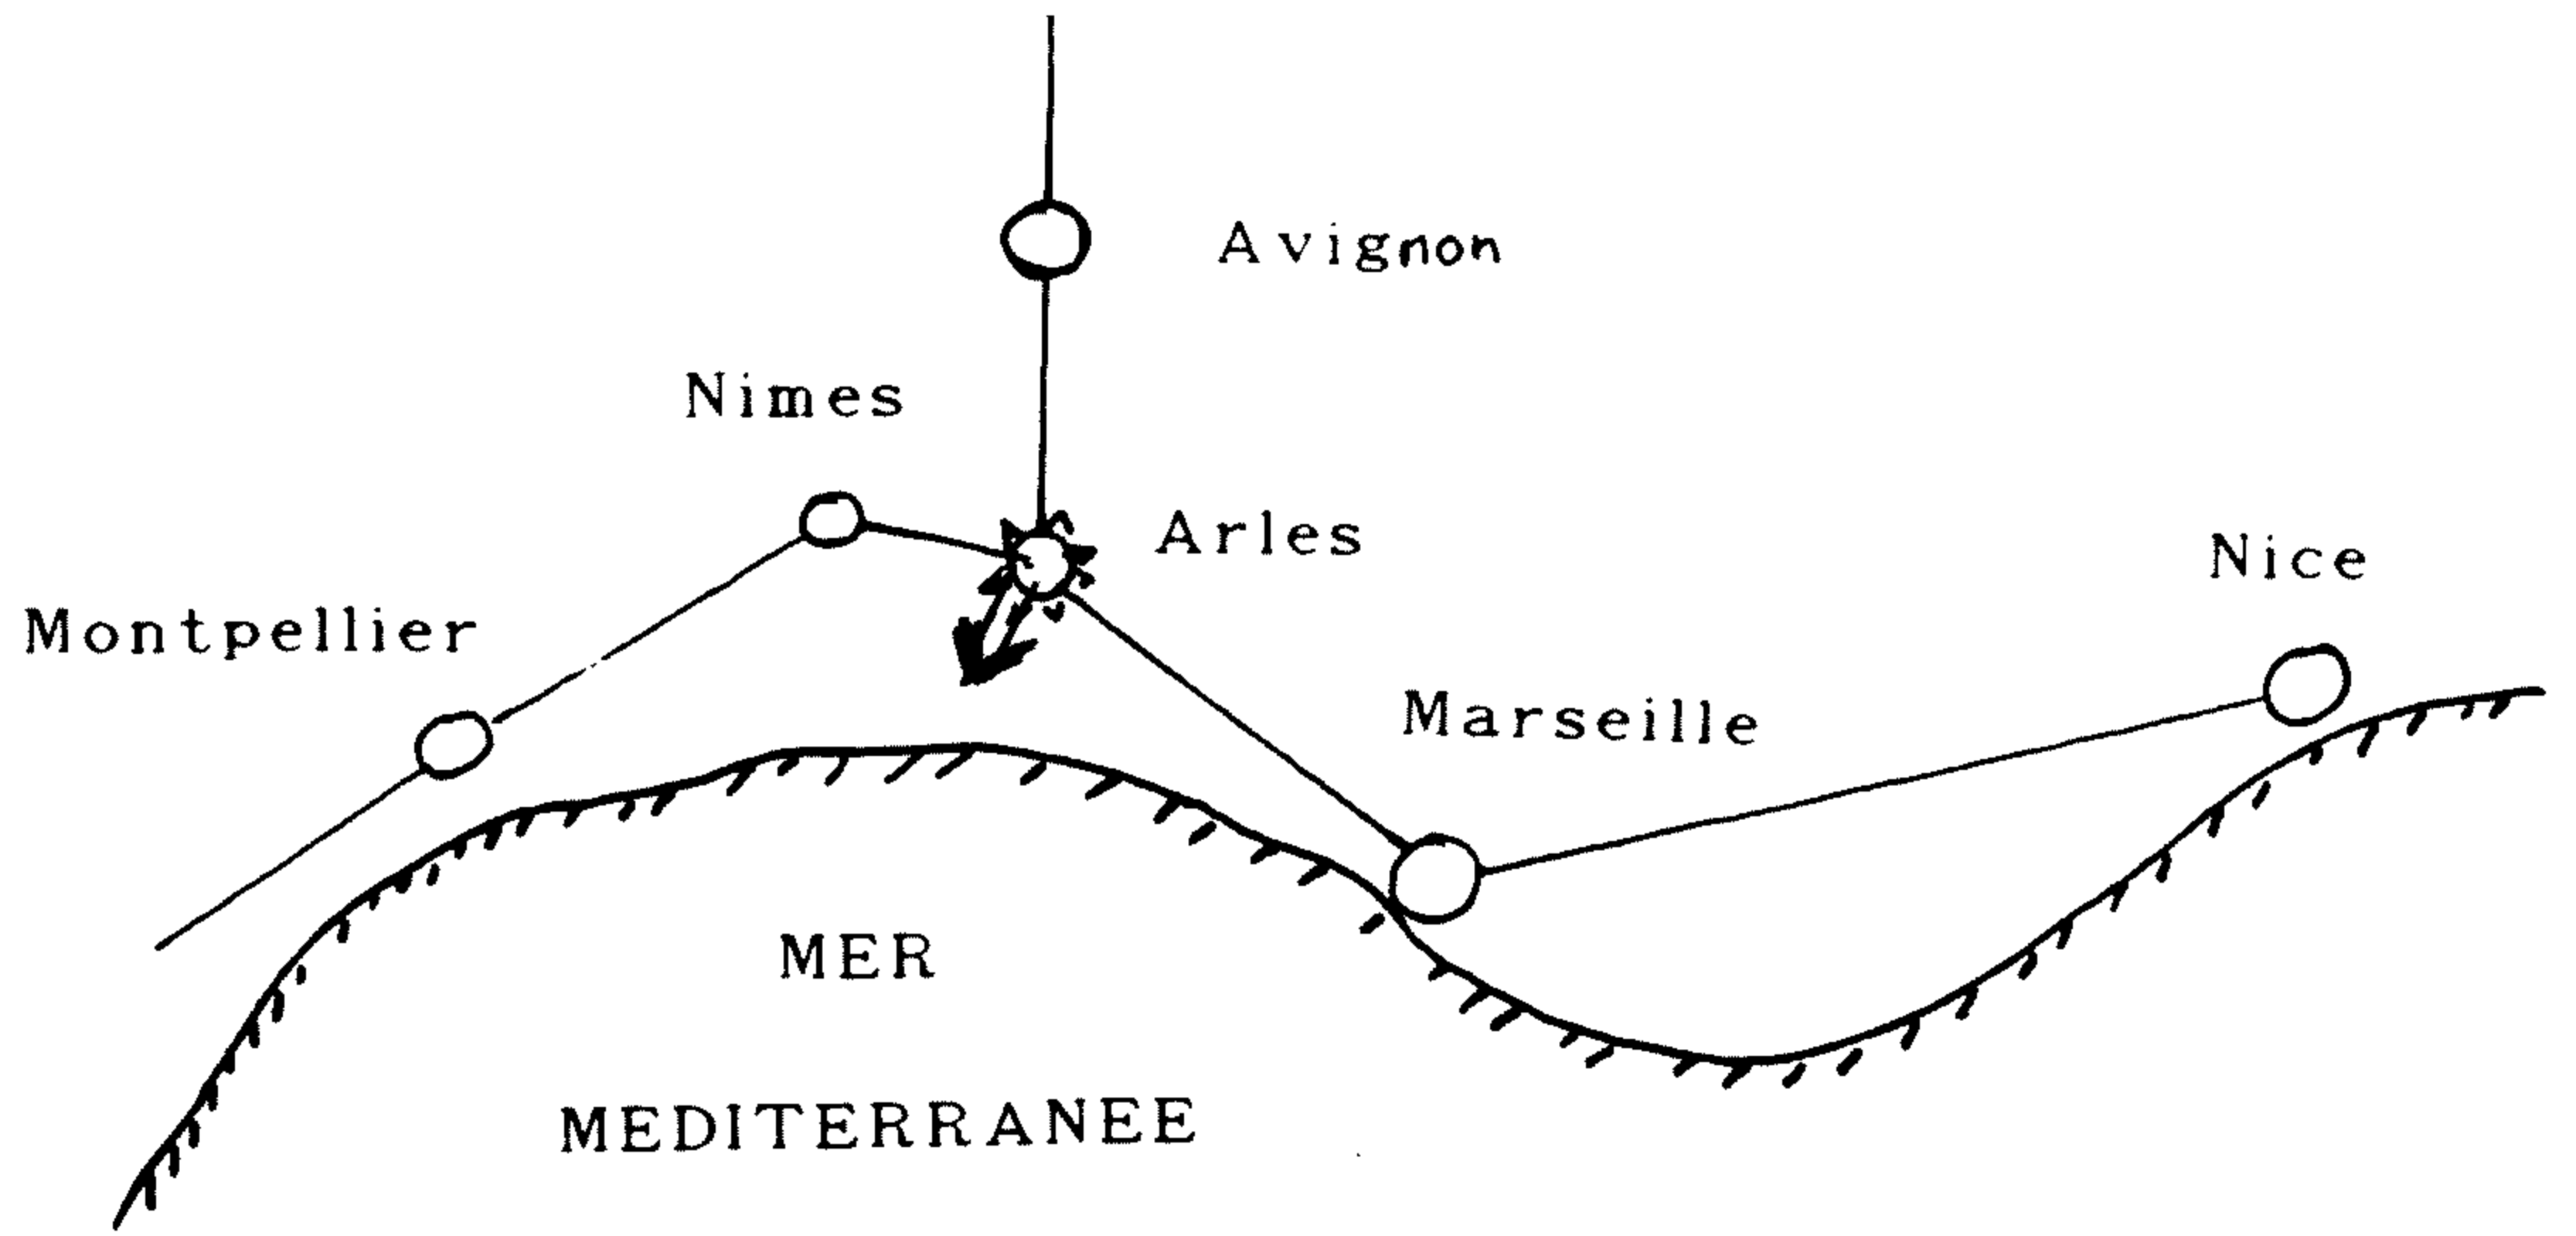 Avignon
Nimes
Arles
Nice
Montpellier
Marseille
MER
MEDITERRANEE